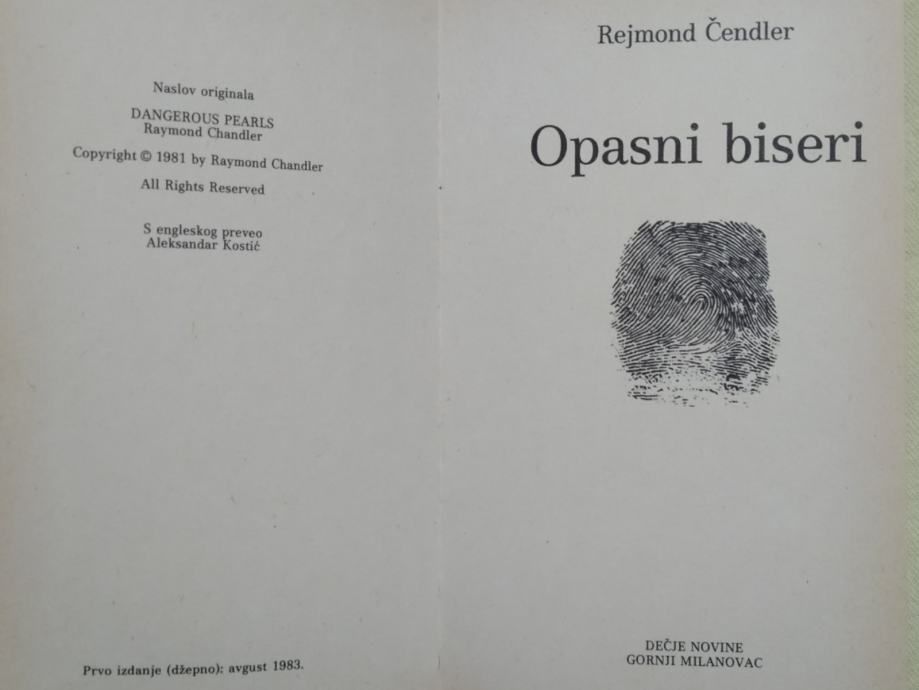 Naslov originala
DANGEROUS PEARLS
Raymond Chandler
Copyright © 1981 by Raymond Chandler
All Rights Reserved
S engleskog preveo
Aleksandar Kostić
Prvo izdanje (džepno): avgust 1983.
Rejmond Čendler
Opasni biseri
DEČJE NOVINE
GORNJI MILANOVAC